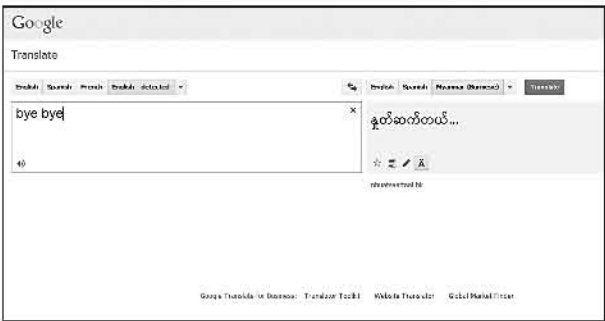 Google
Translate
English Spanish French English - detected
English Spanish Myanmar (Burmese) Translate
bye bye
နှုတ်ဆက်တယ်...
Ä
Google Translate for Business: Translator Toolkit Website Translator Global Market Finder